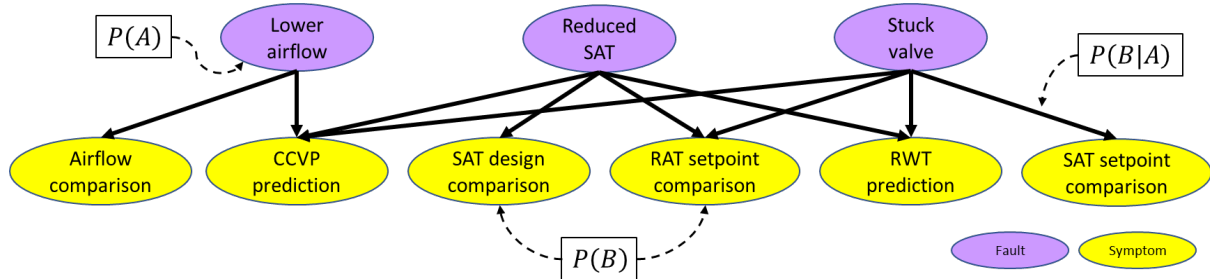 P(A)
Lower
airflow
Reduced
SAT
Stuck
valve
P(B|A)
Airflow
comparison
CCVP
prediction
SAT design
comparison
RAT setpoint
comparison
RWT
prediction
SAT setpoint
comparison
P(B)
Fault
Symptom